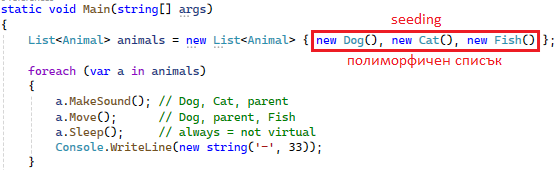 static void Main(string[] args)
seeding
{
List<Animal> animals = new List<Animal> { new Dog(), new Cat(), new Fish() };
полиморфичен списък
foreach (var a in animals)
{
a.MakeSound(); // Dog, Cat, parent
a.Move(); // Dog, parent, Fish
a.Sleep(); // always = not virtual
Console.WriteLine(new string('-', 33));
}